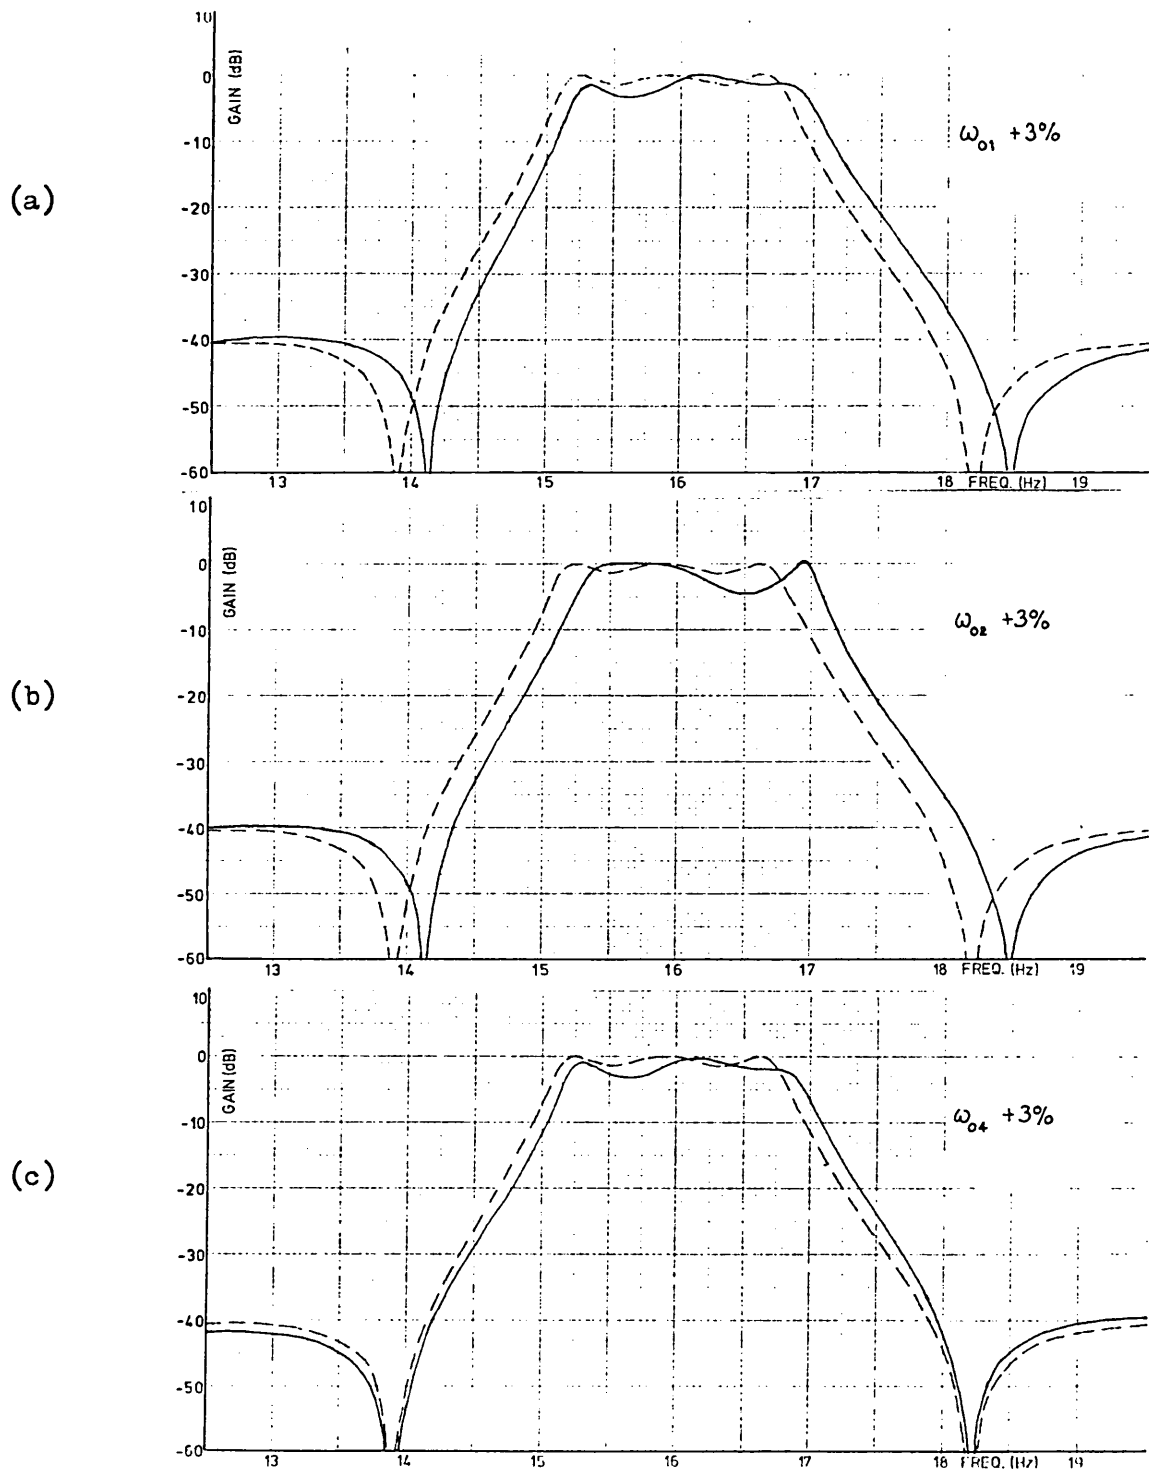 (a)
GAIN (dB)
10
0
-10
-20
-30
-40
-50
-60
13 14 15 16 17 18 FREQ. (Hz) 19
ω₀₁ +3%
(b)
GAIN (dB)
10
0
-10
-20
-30
-40
-50
-60
13 14 15 16 17 18 FREQ. (Hz) 19
ω₀₂ +3%
(c)
GAIN (dB)
10
0
-10
-20
-30
-40
-50
-60
13 14 15 16 17 18 FREQ. (Hz) 19
ω₀₄ +3%